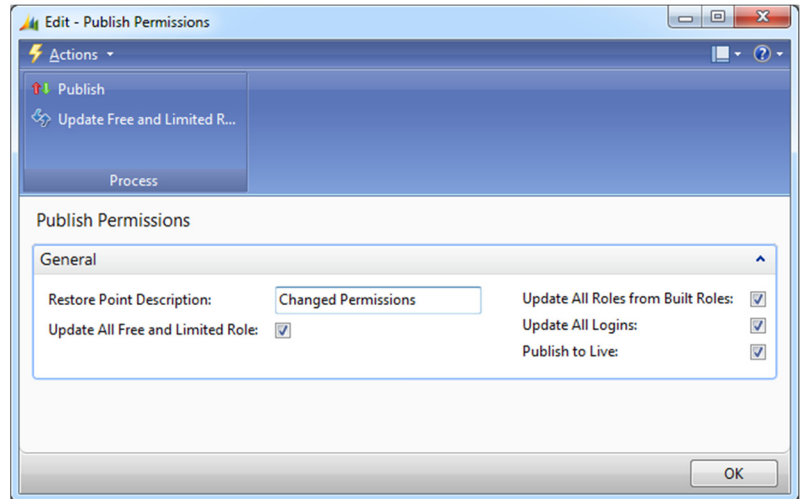 Edit - Publish Permissions
Actions
Publish
Update Free and Limited R...
Process
Publish Permissions
General
Restore Point Description: Changed Permissions Update All Roles from Built Roles:
Update All Free and Limited Role: Update All Logins:
Publish to Live:
OK